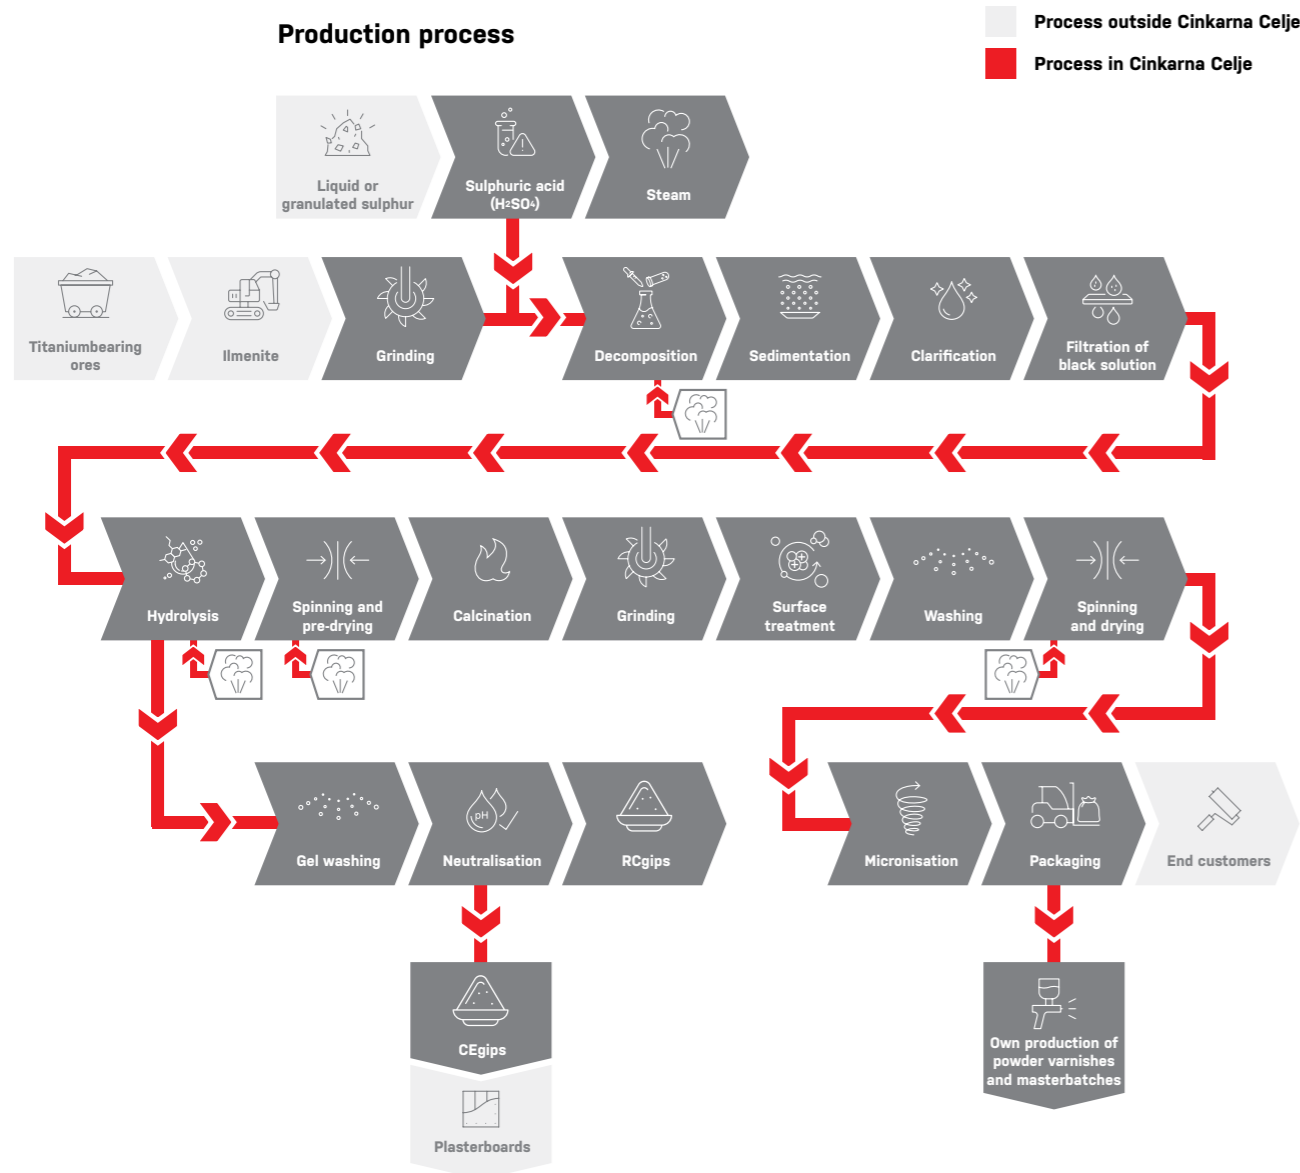 Production process
Process outside Cinkarna Celje
Process in Cinkarna Celje
Liquid or
granulated sulphur
Sulphuric acid
(H2SO4)
Steam
Titaniumbearing
ores
Ilmenite
Grinding
Decomposition
Sedimentation
Clarification
Filtration of
black solution
Hydrolysis
Spinning and
pre-drying
Calcination
Grinding
Surface
treatment
Washing
Spinning
and drying
Gel washing
pH
Neutralisation
RCgips
Micronisation
Packaging
End customers
CEgips
Plasterboards
Own production of
powder varnishes
and masterbatches